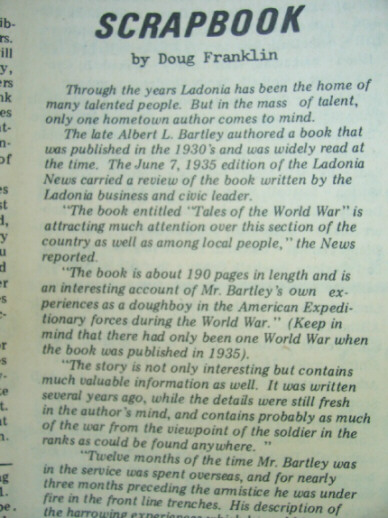 SCRAPBOOK
by Doug Franklin
Through the years Ladonia has been the home of
many talented people. But in the mass of talent,
only one hometown author comes to mind.
The late Albert L. Bartley authored a book that
was published in the 1930's and was widely read at
the time. The June 7, 1935 edition of the Ladonia
News carried a review of the book written by the
Ladonia business and civic leader.
"The book entitled "Tales of the World War" is
attracting much attention over this section of the
country as well as among local people," the News
reported.
"The book is about 190 pages in length and is
an interesting account of Mr. Bartley's own ex-
periences as a doughboy in the American Expedi-
tionary forces during the World War." (Keep in
mind that there had only been one World War when
the book was published in 1935).
"The story is not only interesting but contains
much valuable information as well. It was written
several years ago, while the details were still fresh
in the author's mind, and contains probably as much
of the war from the viewpoint of the soldier in the
ranks as could be found anywhere."
"Twelve months of the time Mr. Bartley was
in the service was spent overseas, and for nearly
three months preceding the armistice he was under
fire in the front line trenches. His description of
the harrowing experiences which